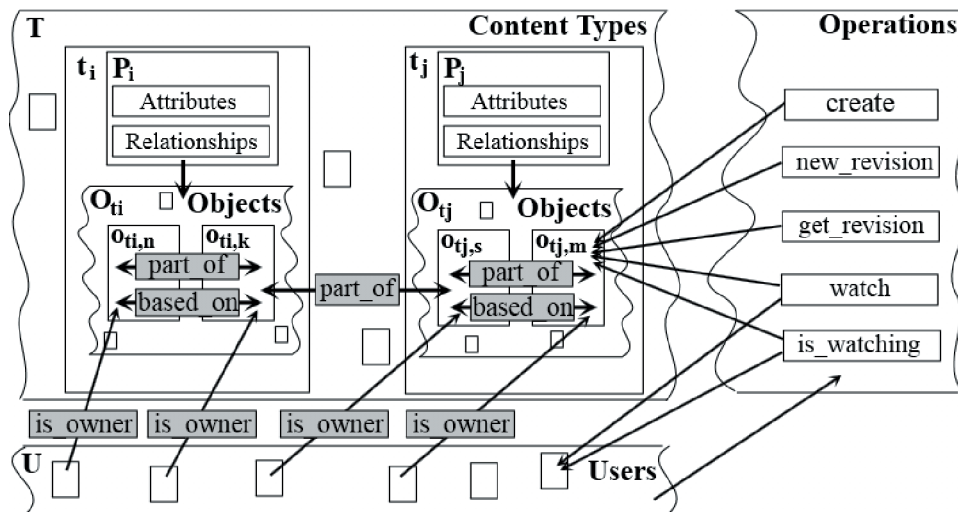 T
Content Types
Operations
ti
Pi
Attributes
Relationships
tj
Pj
Attributes
Relationships
create
new_revision
get_revision
watch
is_watching
Oti
Objects
oti,n
oti,k
part_of
based_on
part_of
Otj
Objects
otj,s
otj,m
part_of
based_on
is_owner
is_owner
is_owner
is_owner
U
Users